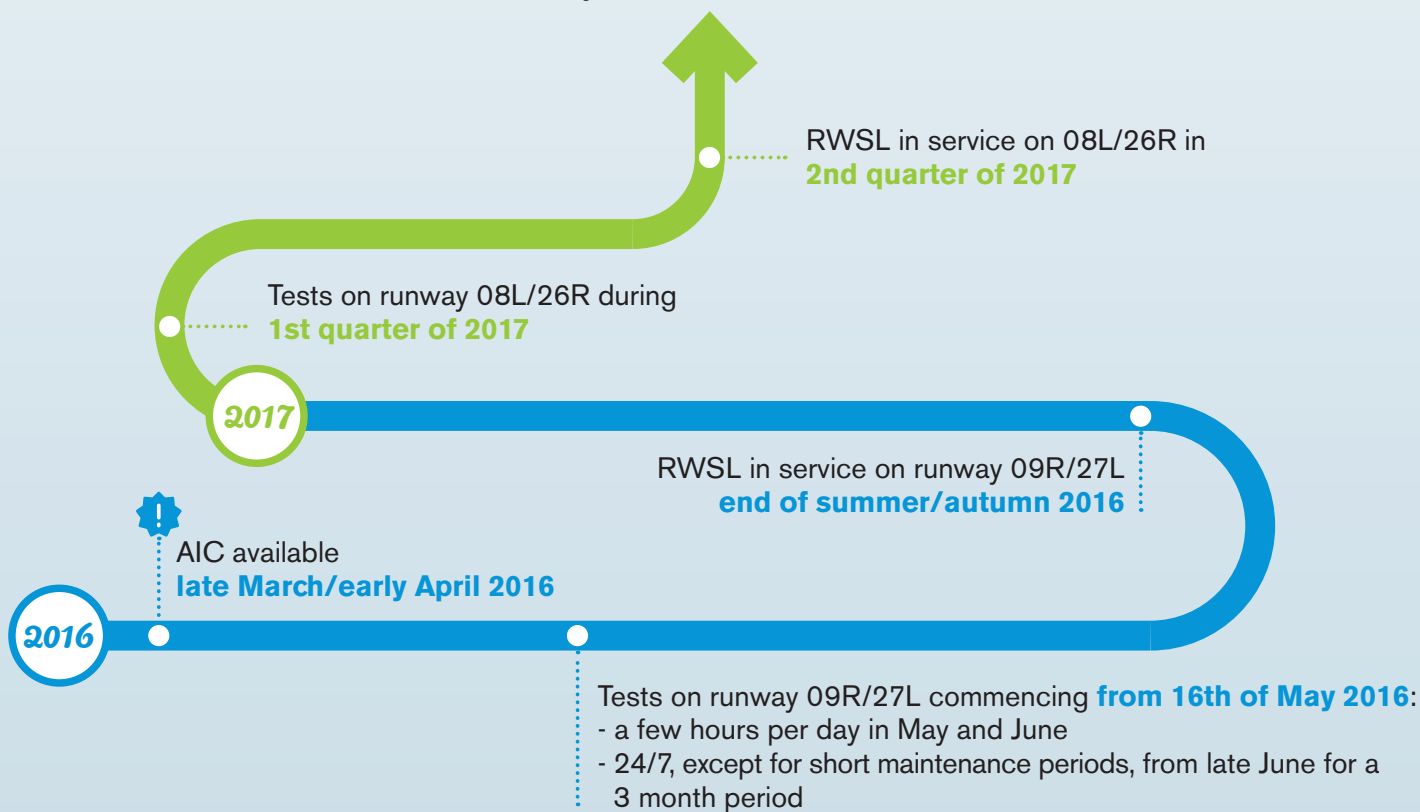 RWSL in service on 08L/26R in
2nd quarter of 2017
Tests on runway 08L/26R during
1st quarter of 2017
2017
RWSL in service on runway 09R/27L
end of summer/autumn 2016
!
AIC available
late March/early April 2016
2016
Tests on runway 09R/27L commencing from 16th of May 2016:
- a few hours per day in May and June
- 24/7, except for short maintenance periods, from late June for a
3 month period